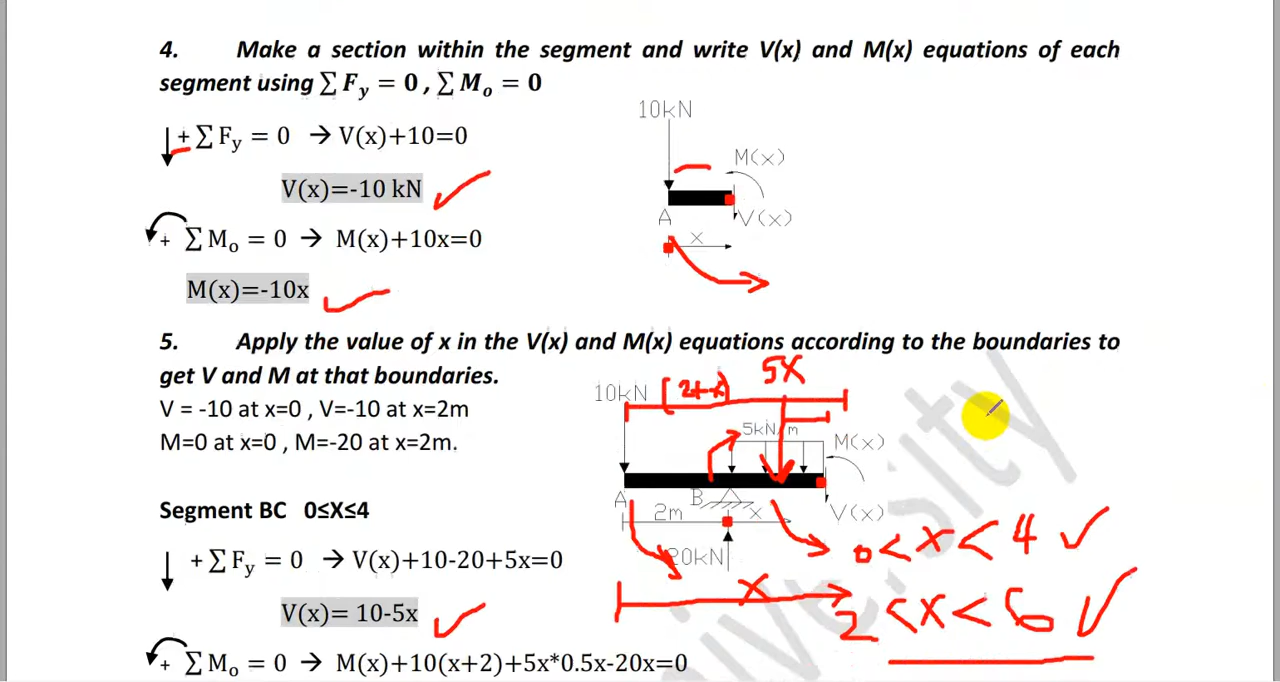 4. Make a section within the segment and write V(x) and M(x) equations of each
segment using ∑ Fy = 0 , ∑ Mo = 0
10kN
+ ∑ Fy = 0 → V(x)+10=0
M(x)
V(x)=-10 kN
A
V(x)
x
+ ∑ Mo = 0 → M(x)+10x=0
M(x)=-10x
5. Apply the value of x in the V(x) and M(x) equations according to the boundaries to
get V and M at that boundaries.
5X
10kN
(2+x)
V = -10 at x=0 , V=-10 at x=2m
5kN/m
M=0 at x=0 , M=-20 at x=2m.
M(x)
A
B
Segment BC 0≤X≤4
2m
x
V(x)
0<x<4
+ ∑ Fy = 0 → V(x)+10-20+5x=0
20kN
x
2<x<6
V(x)= 10-5x
+ ∑ Mo = 0 → M(x)+10(x+2)+5x*0.5x-20x=0